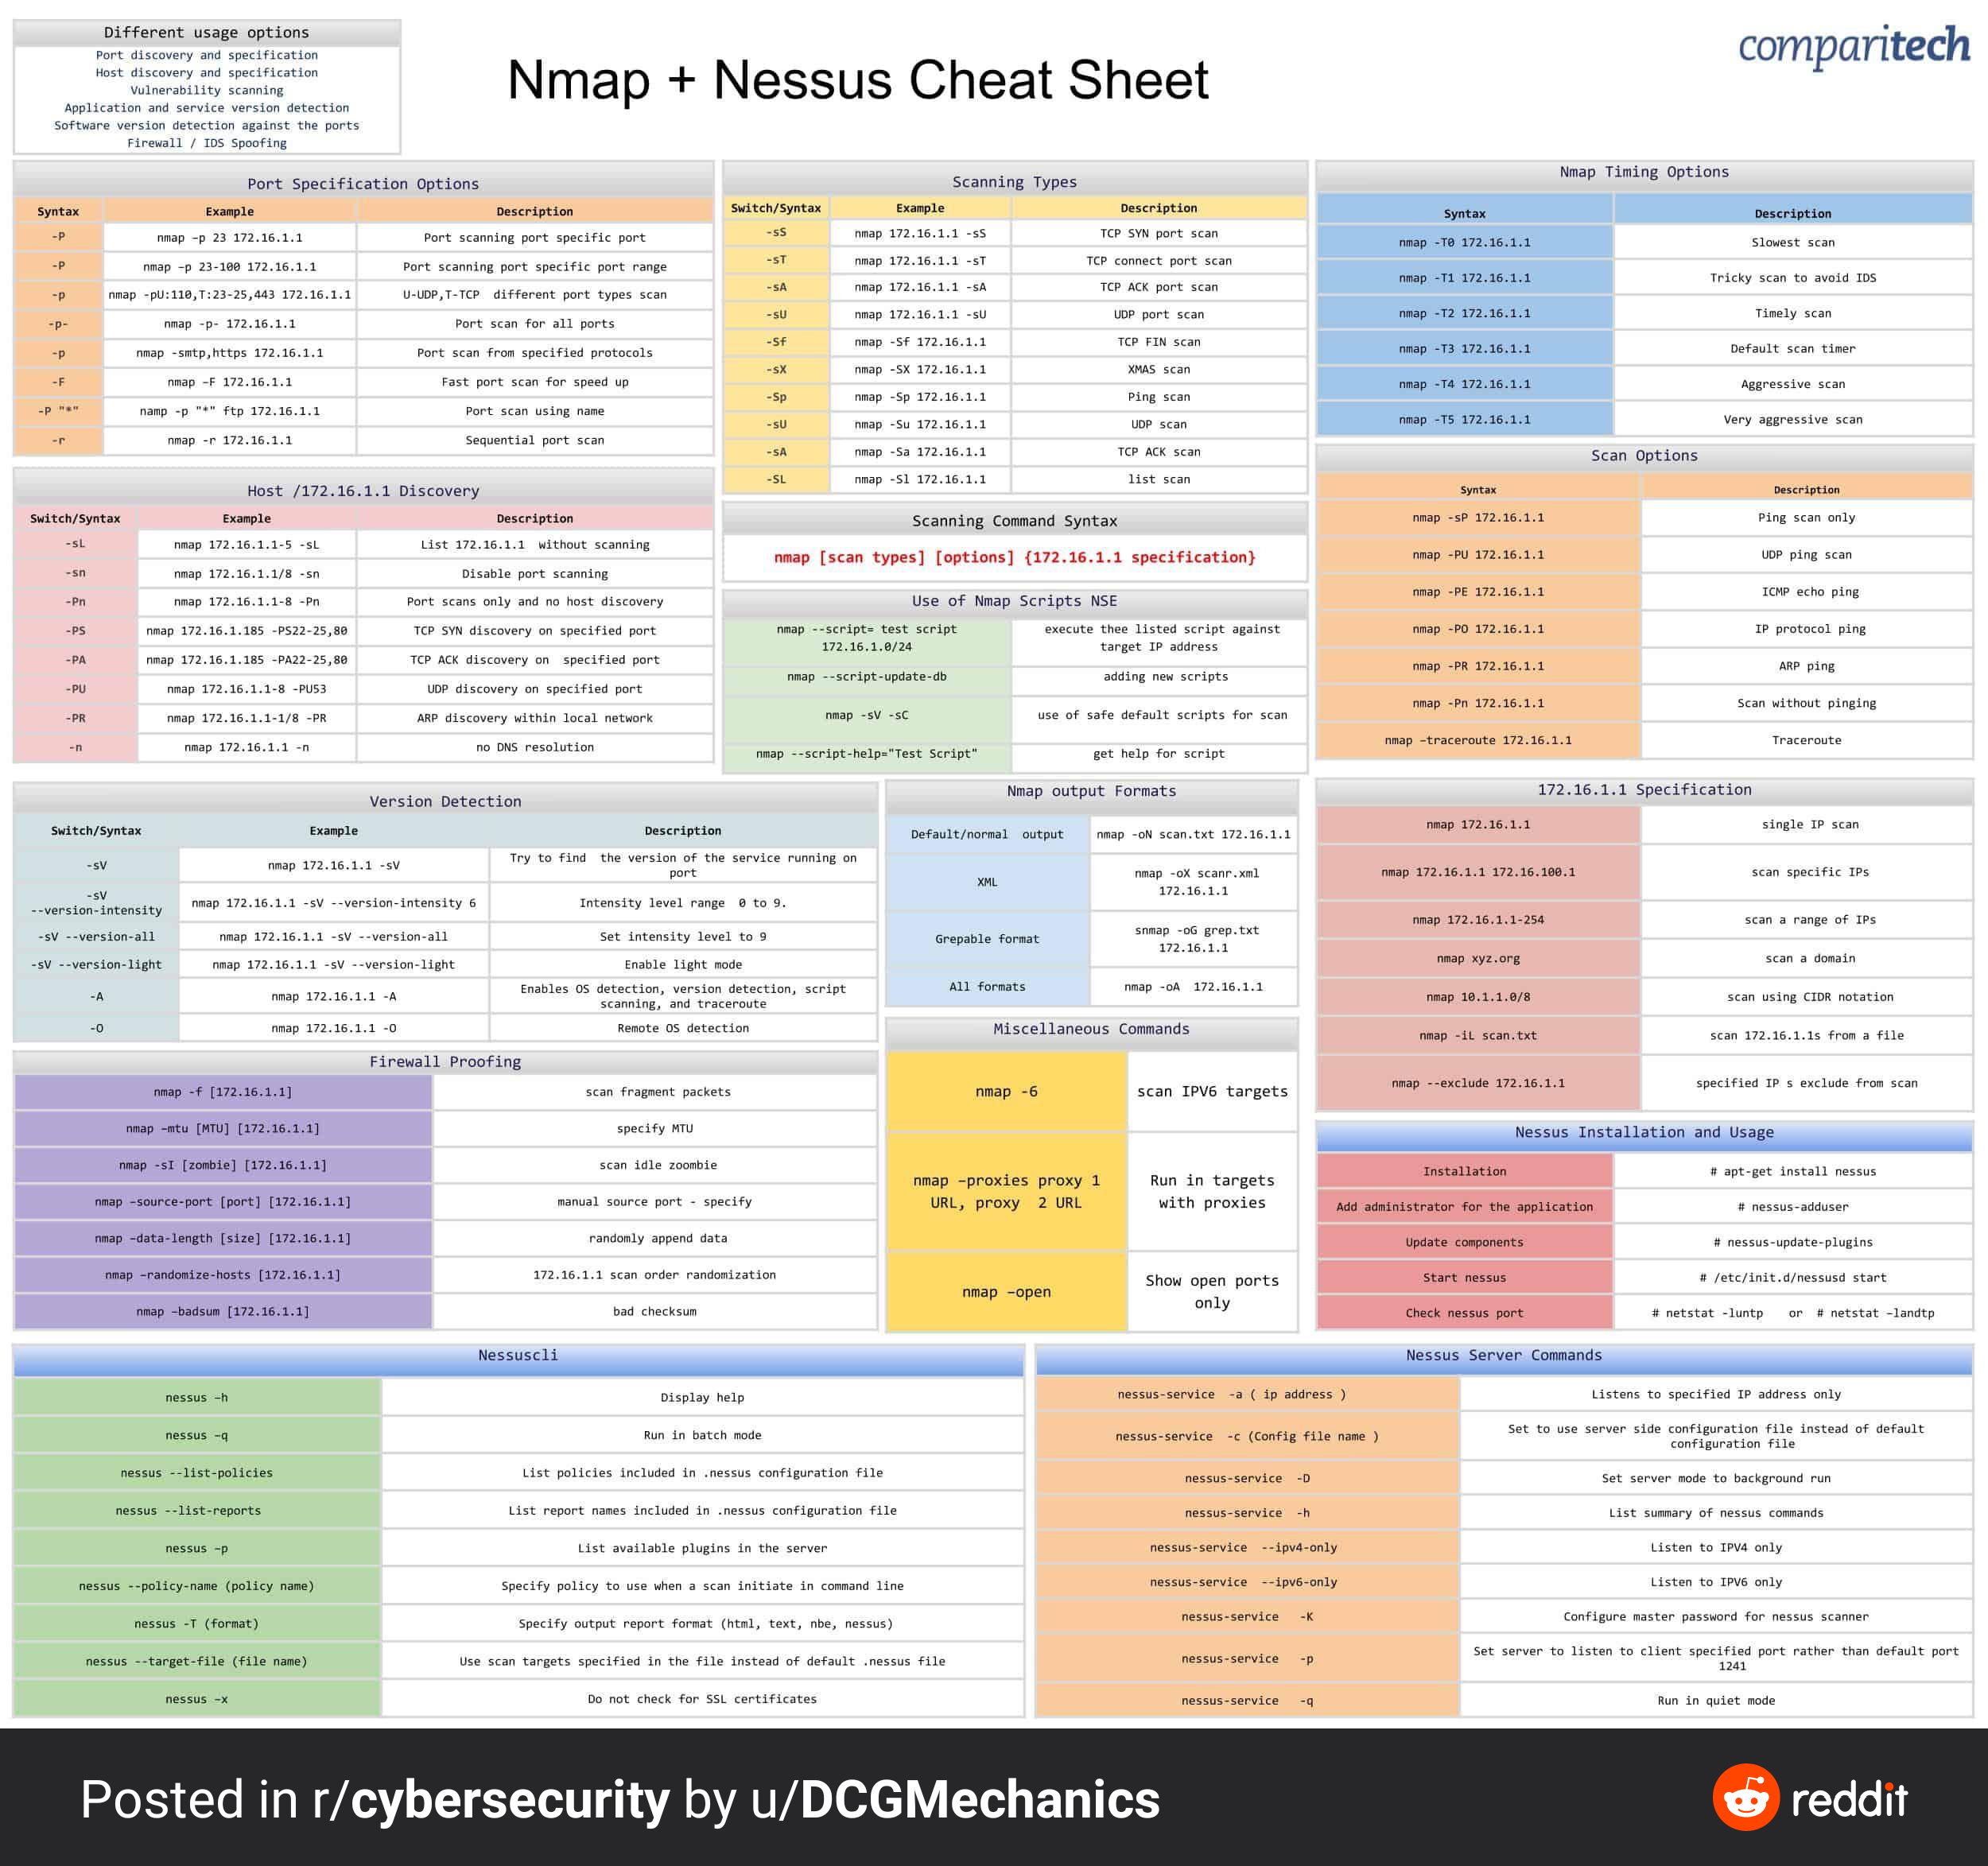 Different usage options
Port discovery and specification
Host discovery and specification
Vulnerability scanning
Application and service version detection
Software version detection against the ports
Firewall / IDS Spoofing
Nmap + Nessus Cheat Sheet
comparitech
Port Specification Options
Syntax Example Description
-P nmap –p 23 172.16.1.1 Port scanning port specific port
-P nmap –p 23-100 172.16.1.1 Port scanning port specific port range
-p nmap -pU:110,T:23-25,443 172.16.1.1 U-UDP,T-TCP different port types scan
-p- nmap -p- 172.16.1.1 Port scan for all ports
-p nmap -smtp,https 172.16.1.1 Port scan from specified protocols
-F nmap –F 172.16.1.1 Fast port scan for speed up
-P "*" namp -p "*" ftp 172.16.1.1 Port scan using name
-r nmap -r 172.16.1.1 Sequential port scan
Host /172.16.1.1 Discovery
Switch/Syntax Example Description
-sL nmap 172.16.1.1-5 -sL List 172.16.1.1 without scanning
-sn nmap 172.16.1.1/8 -sn Disable port scanning
-Pn nmap 172.16.1.1-8 -Pn Port scans only and no host discovery
-PS nmap 172.16.1.185 -PS22-25,80 TCP SYN discovery on specified port
-PA nmap 172.16.1.185 -PA22-25,80 TCP ACK discovery on specified port
-PU nmap 172.16.1.1-8 -PU53 UDP discovery on specified port
-PR nmap 172.16.1.1-1/8 -PR ARP discovery within local network
-n nmap 172.16.1.1 -n no DNS resolution
Scanning Types
Switch/Syntax Example Description
-sS nmap 172.16.1.1 -sS TCP SYN port scan
-sT nmap 172.16.1.1 -sT TCP connect port scan
-sA nmap 172.16.1.1 -sA TCP ACK port scan
-sU nmap 172.16.1.1 -sU UDP port scan
-Sf nmap -Sf 172.16.1.1 TCP FIN scan
-sX nmap -SX 172.16.1.1 XMAS scan
-Sp nmap -Sp 172.16.1.1 Ping scan
-sU nmap -Su 172.16.1.1 UDP scan
-sA nmap -Sa 172.16.1.1 TCP ACK scan
-SL nmap -Sl 172.16.1.1 list scan
Scanning Command Syntax
nmap [scan types] [options] {172.16.1.1 specification}
Use of Nmap Scripts NSE
nmap --script= test script execute thee listed script against
172.16.1.0/24 target IP address
nmap --script-update-db adding new scripts
nmap -sV -sC use of safe default scripts for scan
nmap --script-help="Test Script" get help for script
Nmap Timing Options
Syntax Description
nmap -T0 172.16.1.1 Slowest scan
nmap -T1 172.16.1.1 Tricky scan to avoid IDS
nmap -T2 172.16.1.1 Timely scan
nmap -T3 172.16.1.1 Default scan timer
nmap -T4 172.16.1.1 Aggressive scan
nmap -T5 172.16.1.1 Very aggressive scan
Scan Options
Syntax Description
nmap -sP 172.16.1.1 Ping scan only
nmap -PU 172.16.1.1 UDP ping scan
nmap -PE 172.16.1.1 ICMP echo ping
nmap -PO 172.16.1.1 IP protocol ping
nmap -PR 172.16.1.1 ARP ping
nmap -Pn 172.16.1.1 Scan without pinging
nmap –traceroute 172.16.1.1 Traceroute
Version Detection
Switch/Syntax Example Description
-sV nmap 172.16.1.1 -sV Try to find the version of the service running on
port
-sV
--version-intensity nmap 172.16.1.1 -sV --version-intensity 6 Intensity level range 0 to 9.
-sV --version-all nmap 172.16.1.1 -sV --version-all Set intensity level to 9
-sV --version-light nmap 172.16.1.1 -sV --version-light Enable light mode
-A nmap 172.16.1.1 -A Enables OS detection, version detection, script
scanning, and traceroute
-O nmap 172.16.1.1 -O Remote OS detection
Firewall Proofing
nmap -f [172.16.1.1] scan fragment packets
nmap –mtu [MTU] [172.16.1.1] specify MTU
nmap -sI [zombie] [172.16.1.1] scan idle zoombie
nmap –source-port [port] [172.16.1.1] manual source port - specify
nmap –data-length [size] [172.16.1.1] randomly append data
nmap –randomize-hosts [172.16.1.1] 172.16.1.1 scan order randomization
nmap –badsum [172.16.1.1] bad checksum
Nmap output Formats
Default/normal output nmap -oN scan.txt 172.16.1.1
XML nmap -oX scanr.xml
172.16.1.1
Grepable format snmap -oG grep.txt
172.16.1.1
All formats nmap -oA 172.16.1.1
Miscellaneous Commands
nmap -6 scan IPV6 targets
nmap –proxies proxy 1 Run in targets
URL, proxy 2 URL with proxies
nmap –open Show open ports
only
172.16.1.1 Specification
nmap 172.16.1.1 single IP scan
nmap 172.16.1.1 172.16.100.1 scan specific IPs
nmap 172.16.1.1-254 scan a range of IPs
nmap xyz.org scan a domain
nmap 10.1.1.0/8 scan using CIDR notation
nmap -iL scan.txt scan 172.16.1.1s from a file
nmap --exclude 172.16.1.1 specified IP s exclude from scan
Nessus Installation and Usage
Installation # apt-get install nessus
Add administrator for the application # nessus-adduser
Update components # nessus-update-plugins
Start nessus # /etc/init.d/nessusd start
Check nessus port # netstat -luntp or # netstat –landtp
Nessuscli
nessus –h Display help
nessus –q Run in batch mode
nessus --list-policies List policies included in .nessus configuration file
nessus --list-reports List report names included in .nessus configuration file
nessus –p List available plugins in the server
nessus --policy-name (policy name) Specify policy to use when a scan initiate in command line
nessus -T (format) Specify output report format (html, text, nbe, nessus)
nessus --target-file (file name) Use scan targets specified in the file instead of default .nessus file
nessus –x Do not check for SSL certificates
Nessus Server Commands
nessus-service -a ( ip address ) Listens to specified IP address only
nessus-service -c (Config file name ) Set to use server side configuration file instead of default
configuration file
nessus-service -D Set server mode to background run
nessus-service -h List summary of nessus commands
nessus-service --ipv4-only Listen to IPV4 only
nessus-service --ipv6-only Listen to IPV6 only
nessus-service -K Configure master password for nessus scanner
nessus-service -p Set server to listen to client specified port rather than default port
1241
nessus-service -q Run in quiet mode
Posted in r/cybersecurity by u/DCGMechanics
reddit